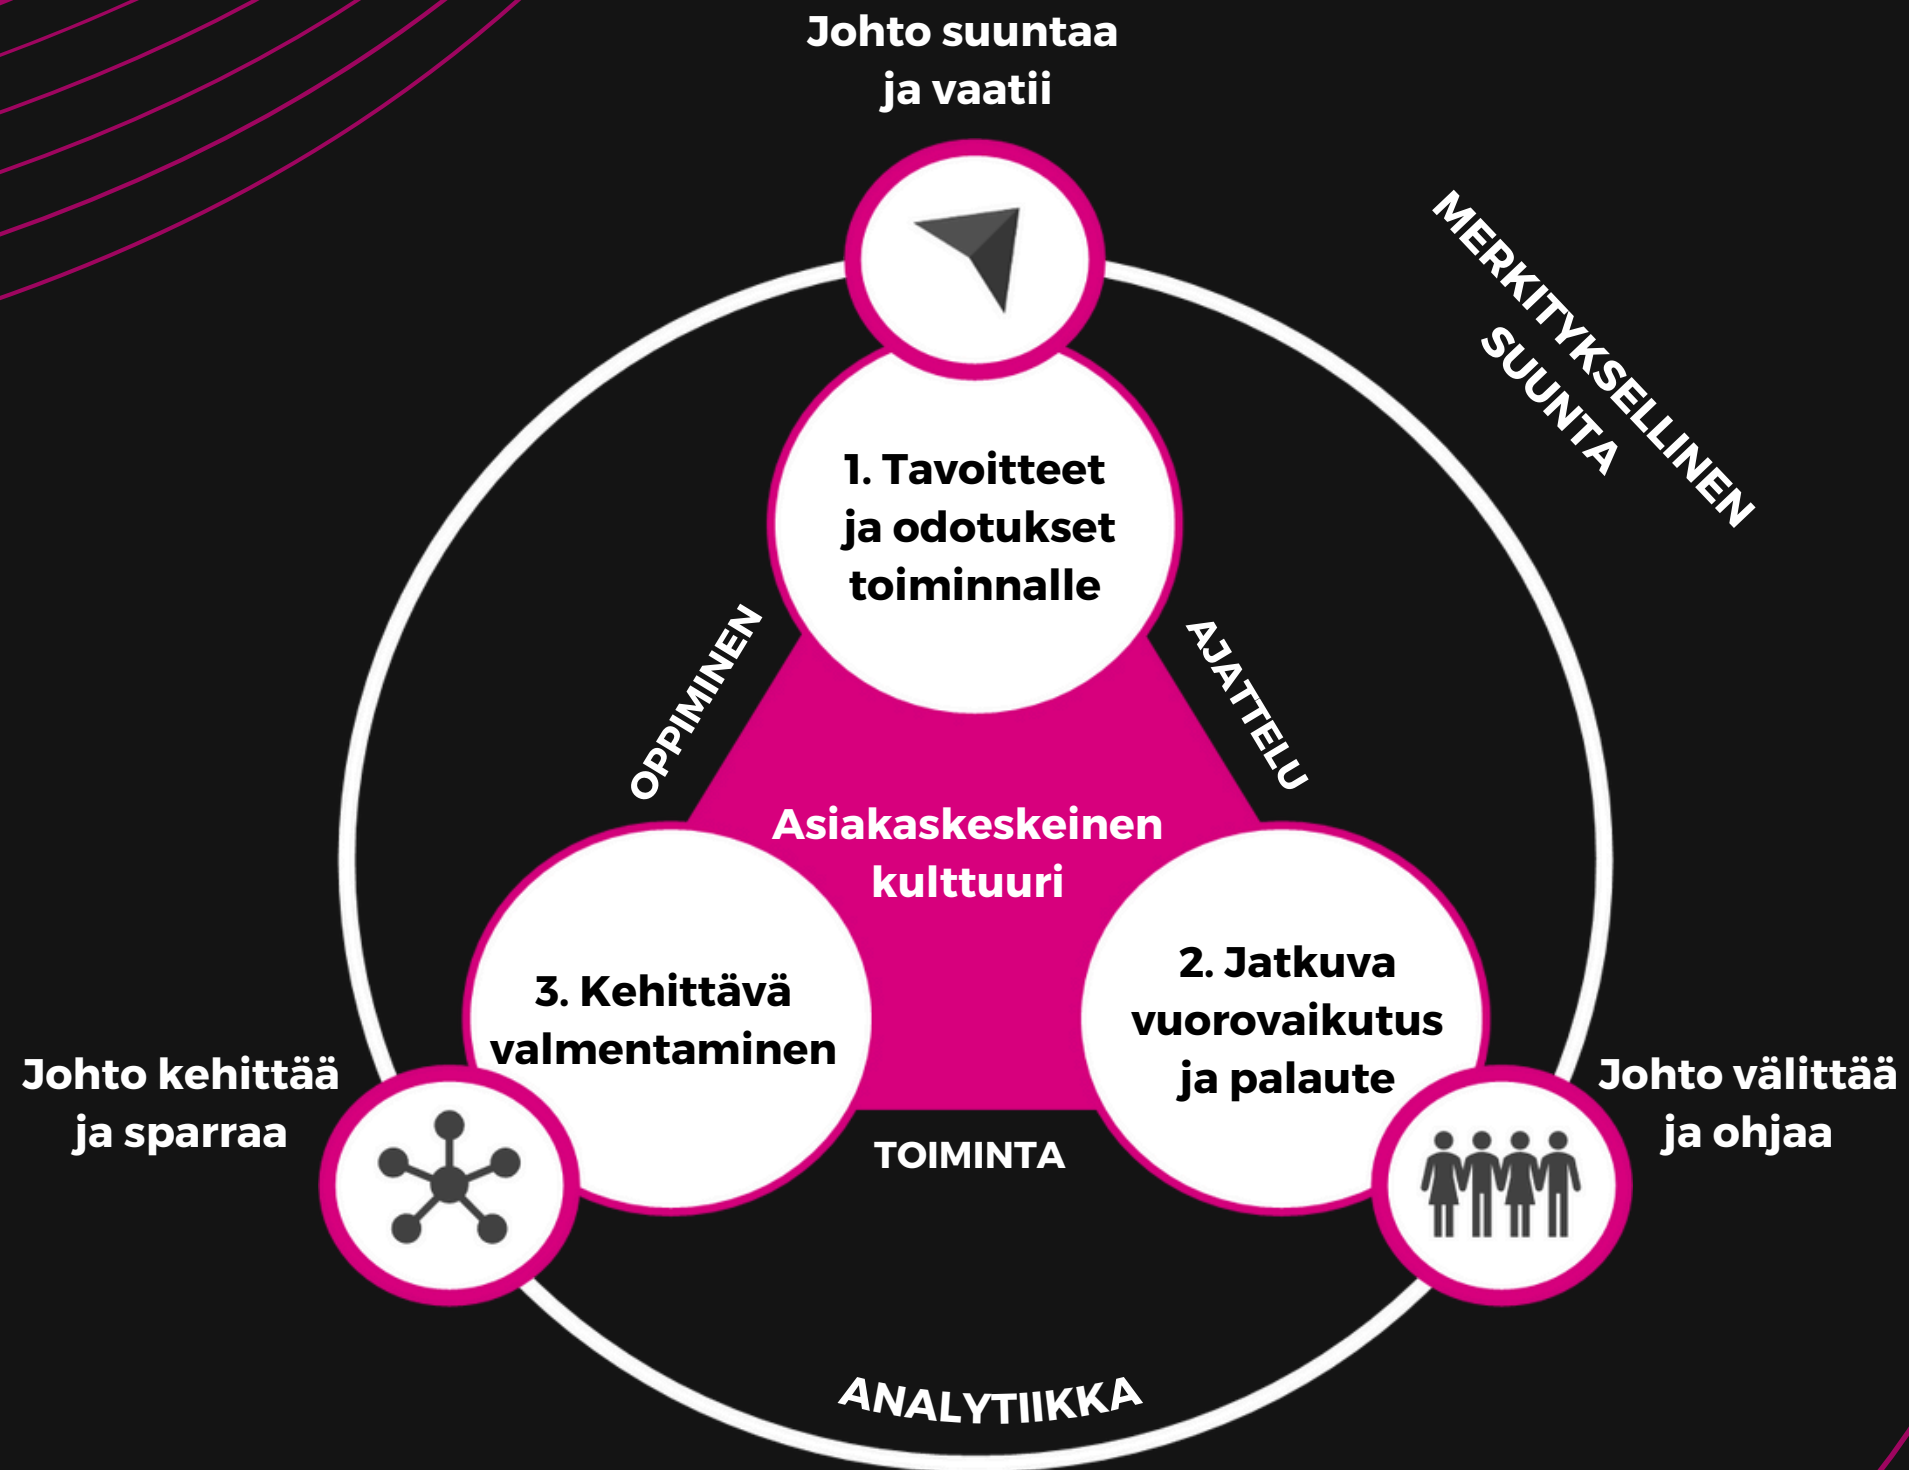 Johto suuntaa
ja vaatii
MERKITYKSELLINEN
SUUNTA
1. Tavoitteet
ja odotukset
toiminnalle
OPPIMINEN
AJATTELU
Asiakaskeskeinen
kulttuuri
3. Kehittävä
valmentaminen
2. Jatkuva
vuorovaikutus
ja palaute
Johto kehittää
ja sparraa
Johto välittää
ja ohjaa
TOIMINTA
ANALYTIIKKA